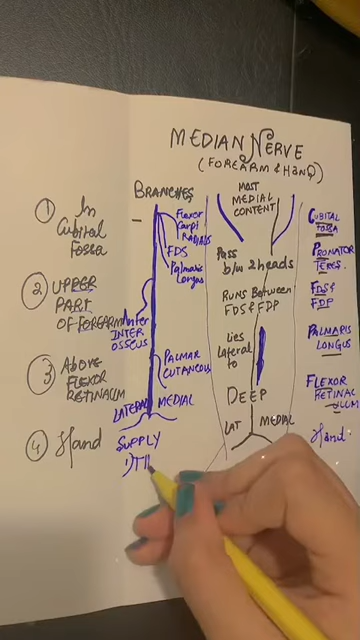 MEDIAN NERVE
(FOREARM & HAND)
BRANCHES
MOST
MEDIAL
CONTENT
① In
Cubital
Fossa
Flexor
Carpi
RADIALIS
FDS
Palmaris
Longus
CUBITAL
FOSSA
Pass
b/w 2 heads
PRONATOR
TERES
② UPPER
PART
OF FOREARM
Anter
INTER
OSSEUS
RUNS Between
FDS & FDP
FDS &
FDP
Lies
lateral
to
PALMARIS
LONGUS
③ ABOVE
FLEXOR
RETINACULUM
PALMAR
CUTANEOUS
DEEP
FLEXOR
RETINAC
ULUM
LATERAL
MEDIAL
LAT
MEDIAL
④ Hand
Hand
SUPPLY